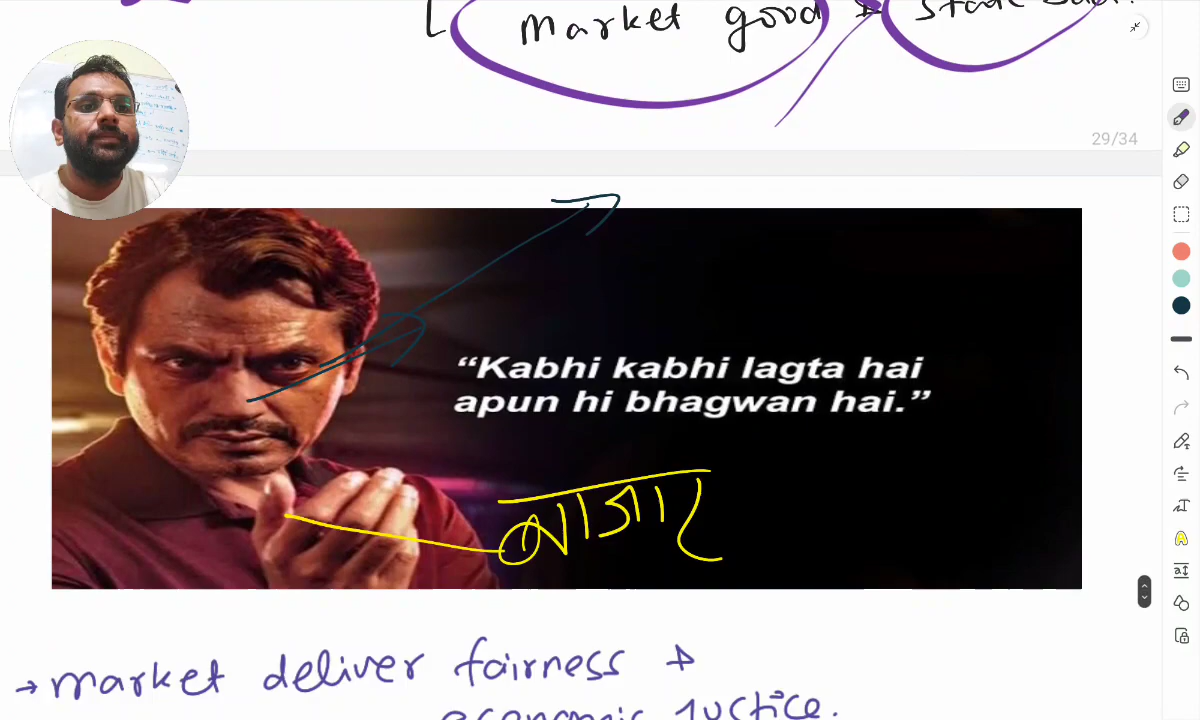 market good & state bad.
29/34
“Kabhi kabhi lagta hai
apun hi bhagwan hai.”
बाजार
→ market deliver fairness &
economic justice.